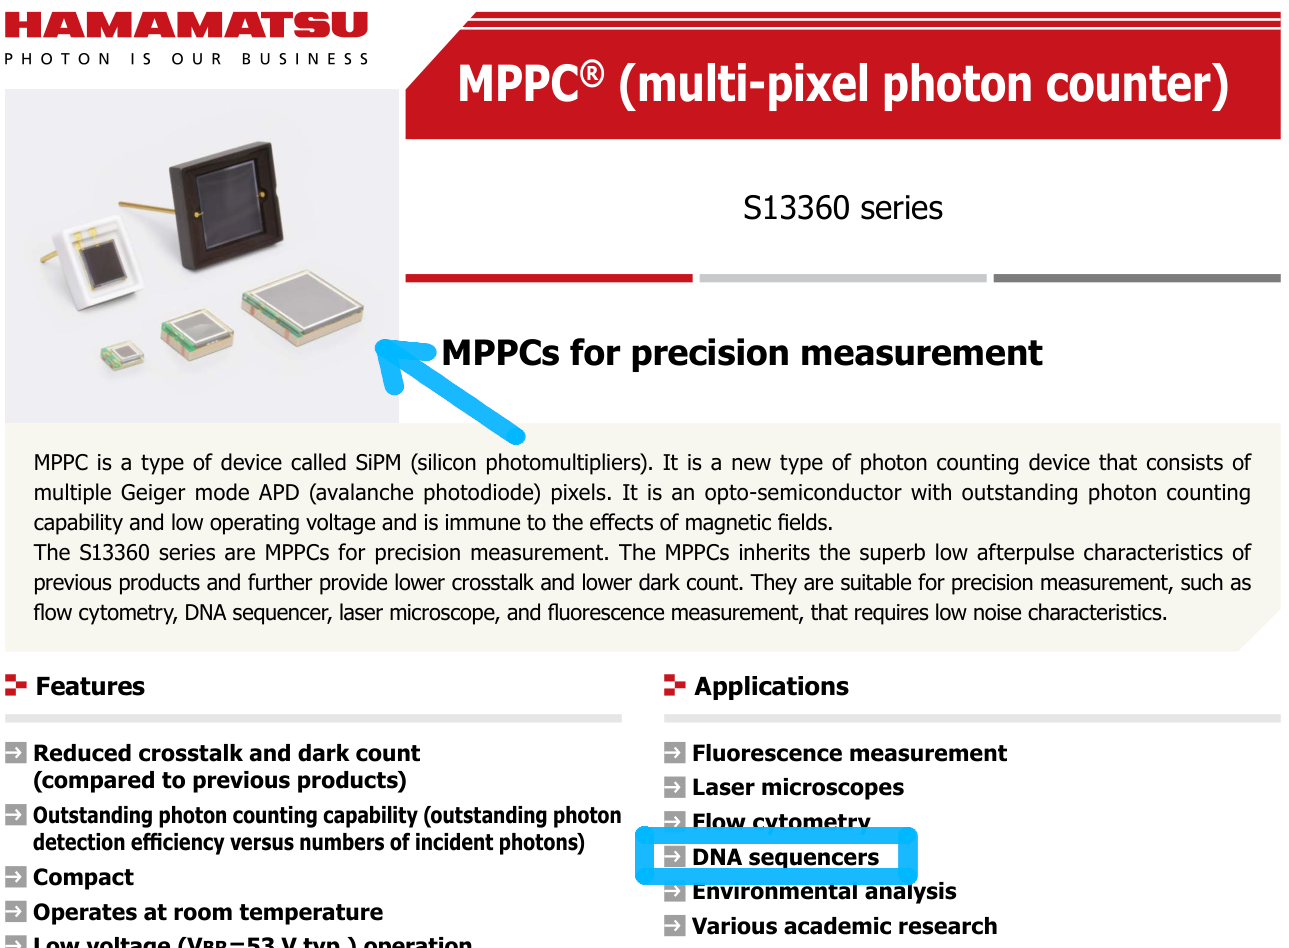 HAMAMATSU
PHOTON IS OUR BUSINESS
MPPC® (multi-pixel photon counter)
S13360 series
MPPCs for precision measurement
MPPC is a type of device called SiPM (silicon photomultipliers). It is a new type of photon counting device that consists of
multiple Geiger mode APD (avalanche photodiode) pixels. It is an opto-semiconductor with outstanding photon counting
capability and low operating voltage and is immune to the effects of magnetic fields.
The S13360 series are MPPCs for precision measurement. The MPPCs inherits the superb low afterpulse characteristics of
previous products and further provide lower crosstalk and lower dark count. They are suitable for precision measurement, such as
flow cytometry, DNA sequencer, laser microscope, and fluorescence measurement, that requires low noise characteristics.
Features
Reduced crosstalk and dark count
(compared to previous products)
Outstanding photon counting capability (outstanding photon
detection efficiency versus numbers of incident photons)
Compact
Operates at room temperature
Low voltage (VBR=53 V typ.) operation
Applications
Fluorescence measurement
Laser microscopes
Flow cytometry
DNA sequencers
Environmental analysis
Various academic research